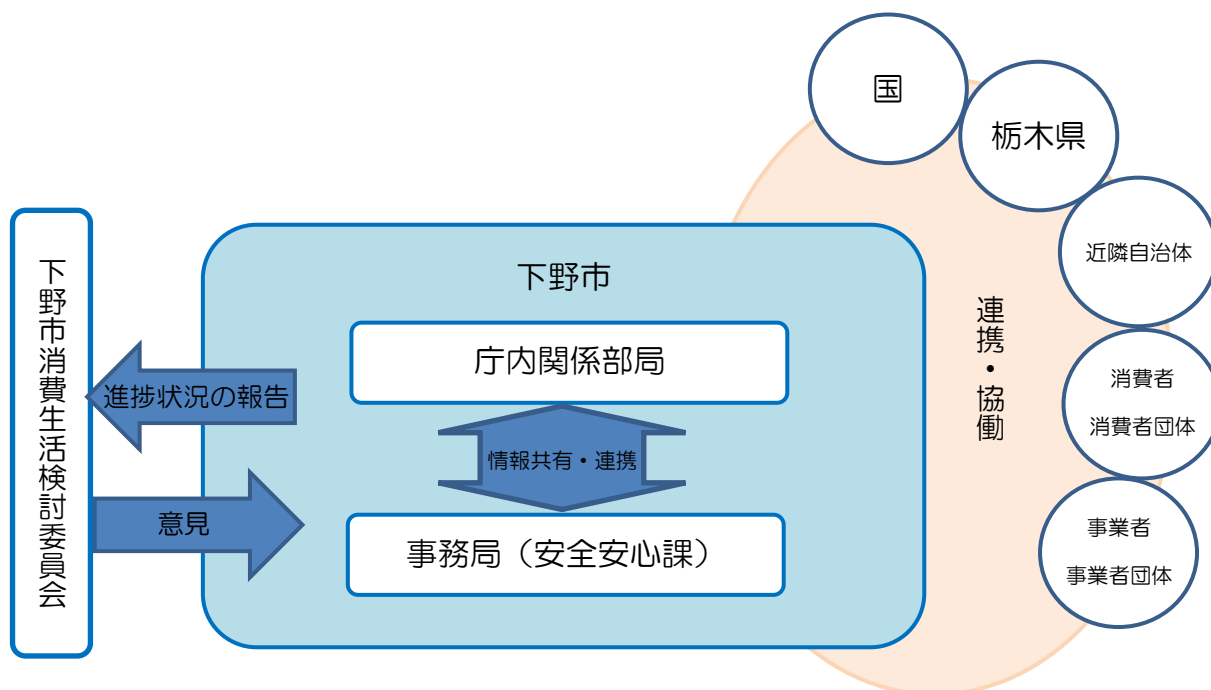 下野市消費生活検討委員会
進捗状況の報告
意見
下野市
庁内関係部局
情報共有・連携
事務局（安全安心課）
連携・協働
国
栃木県
近隣自治体
消費者
消費者団体
事業者
事業者団体